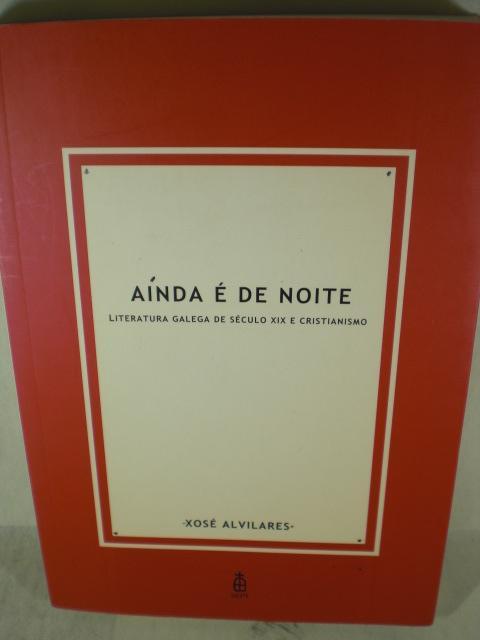 AÍNDA É DE NOITE
LITERATURA GALEGA DE SÉCULO XIX E CRISTIANISMO
-XOSÉ ALVILARES-